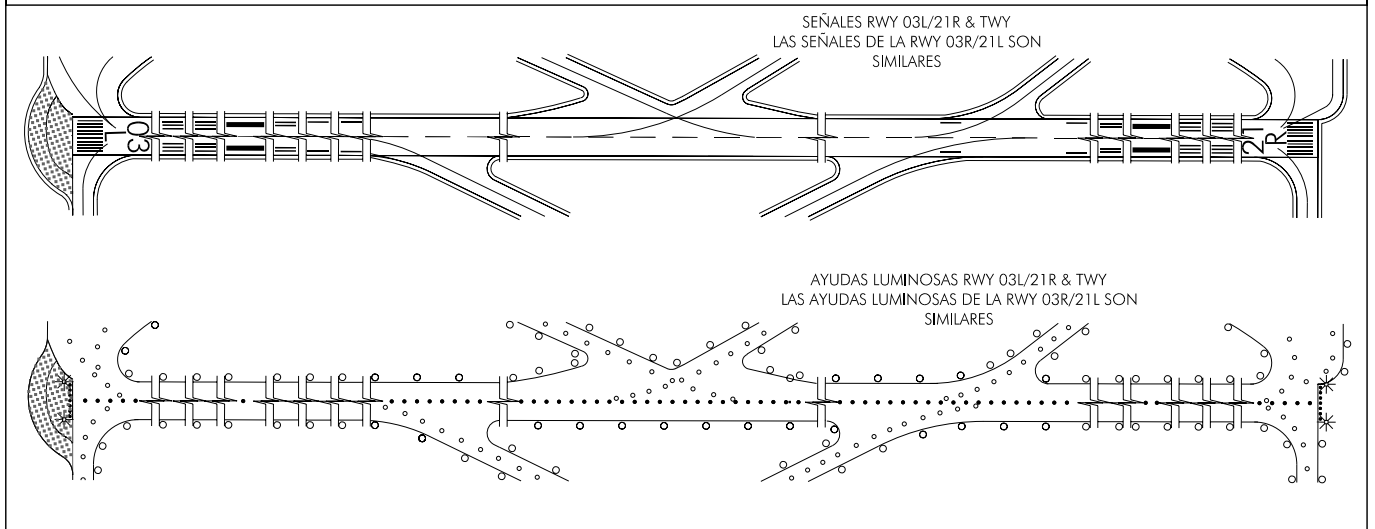 SEÑALES RWY 03L/21R & TWY
LAS SEÑALES DE LA RWY 03R/21L SON
SIMILARES
03
L
21
R
AYUDAS LUMINOSAS RWY 03L/21R & TWY
LAS AYUDAS LUMINOSAS DE LA RWY 03R/21L SON
SIMILARES